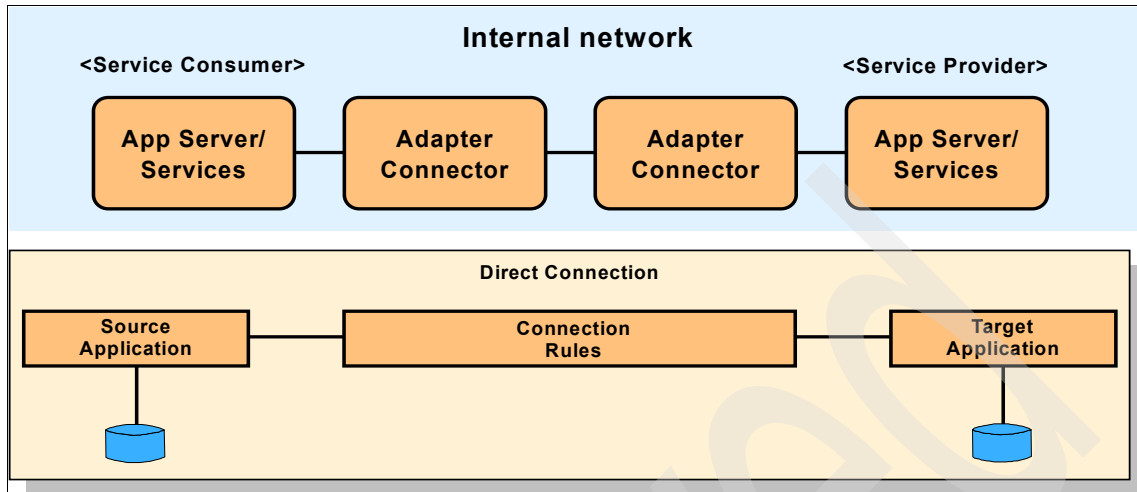 Internal network
<Service Consumer>
<Service Provider>
App Server/
Services
Adapter
Connector
Adapter
Connector
App Server/
Services
Direct Connection
Source
Application
Connection
Rules
Target
Application